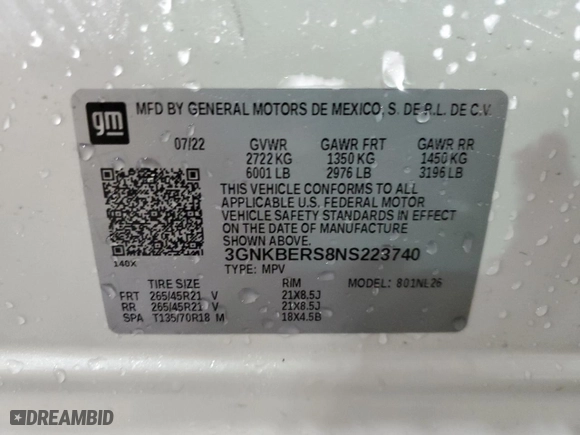 gm
MFD BY GENERAL MOTORS DE MEXICO, S. DE R.L. DE C.V.
07/22 GVWR GAWR FRT GAWR RR
2722 KG 1350 KG 1450 KG
6001 LB 2976 LB 3196 LB
THIS VEHICLE CONFORMS TO ALL
APPLICABLE U.S. FEDERAL MOTOR
VEHICLE SAFETY STANDARDS IN EFFECT
ON THE DATE OF MANUFACTURE
SHOWN ABOVE.
140X
3GNKBERS8NS223740
TYPE: MPV MODEL: 801NL26
TIRE SIZE RIM
FRT 265/45R21 V 21X8.5J
RR 265/45R21 V 21X8.5J
SPA T135/70R18 M 18X4.5B
DREAMBID